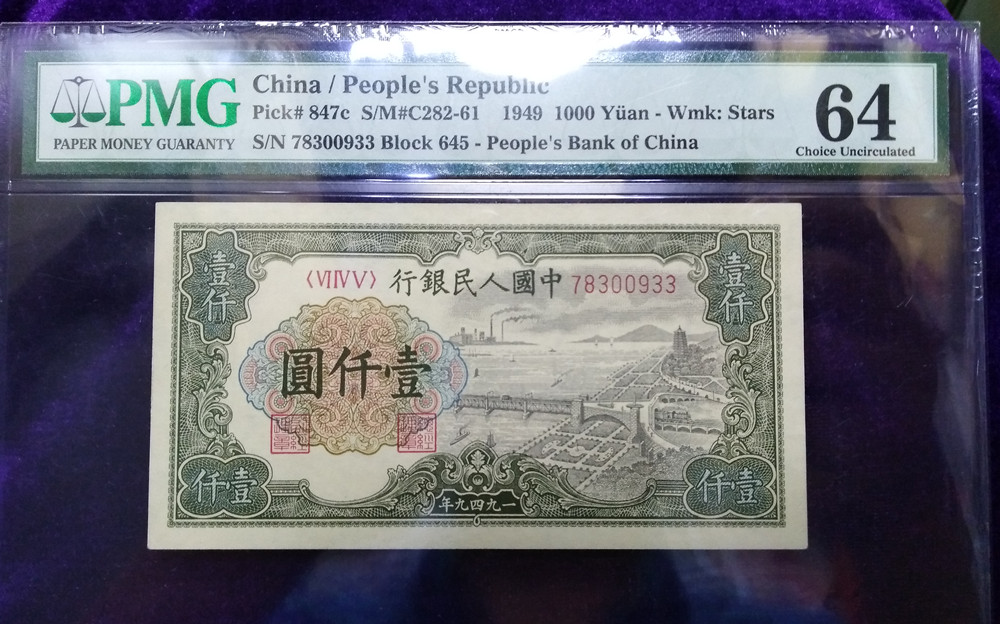 PMG
PAPER MONEY GUARANTY
China / People's Republic
Pick# 847c S/M#C282-61 1949 1000 Yüan - Wmk: Stars
S/N 78300933 Block 645 - People's Bank of China
64
Choice Uncirculated
壹仟
〈ⅦⅣⅤ〉 行銀民人國中 78300933
壹仟
圓仟壹
仟壹
年九四九一
仟壹